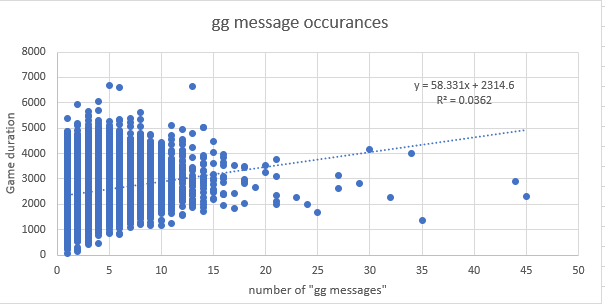 gg message occurances
8000
7000
6000
5000
4000
3000
2000
1000
0
Game duration
y = 58.331x + 2314.6
R² = 0.0362
0 5 10 15 20 25 30 35 40 45 50
number of "gg messages"